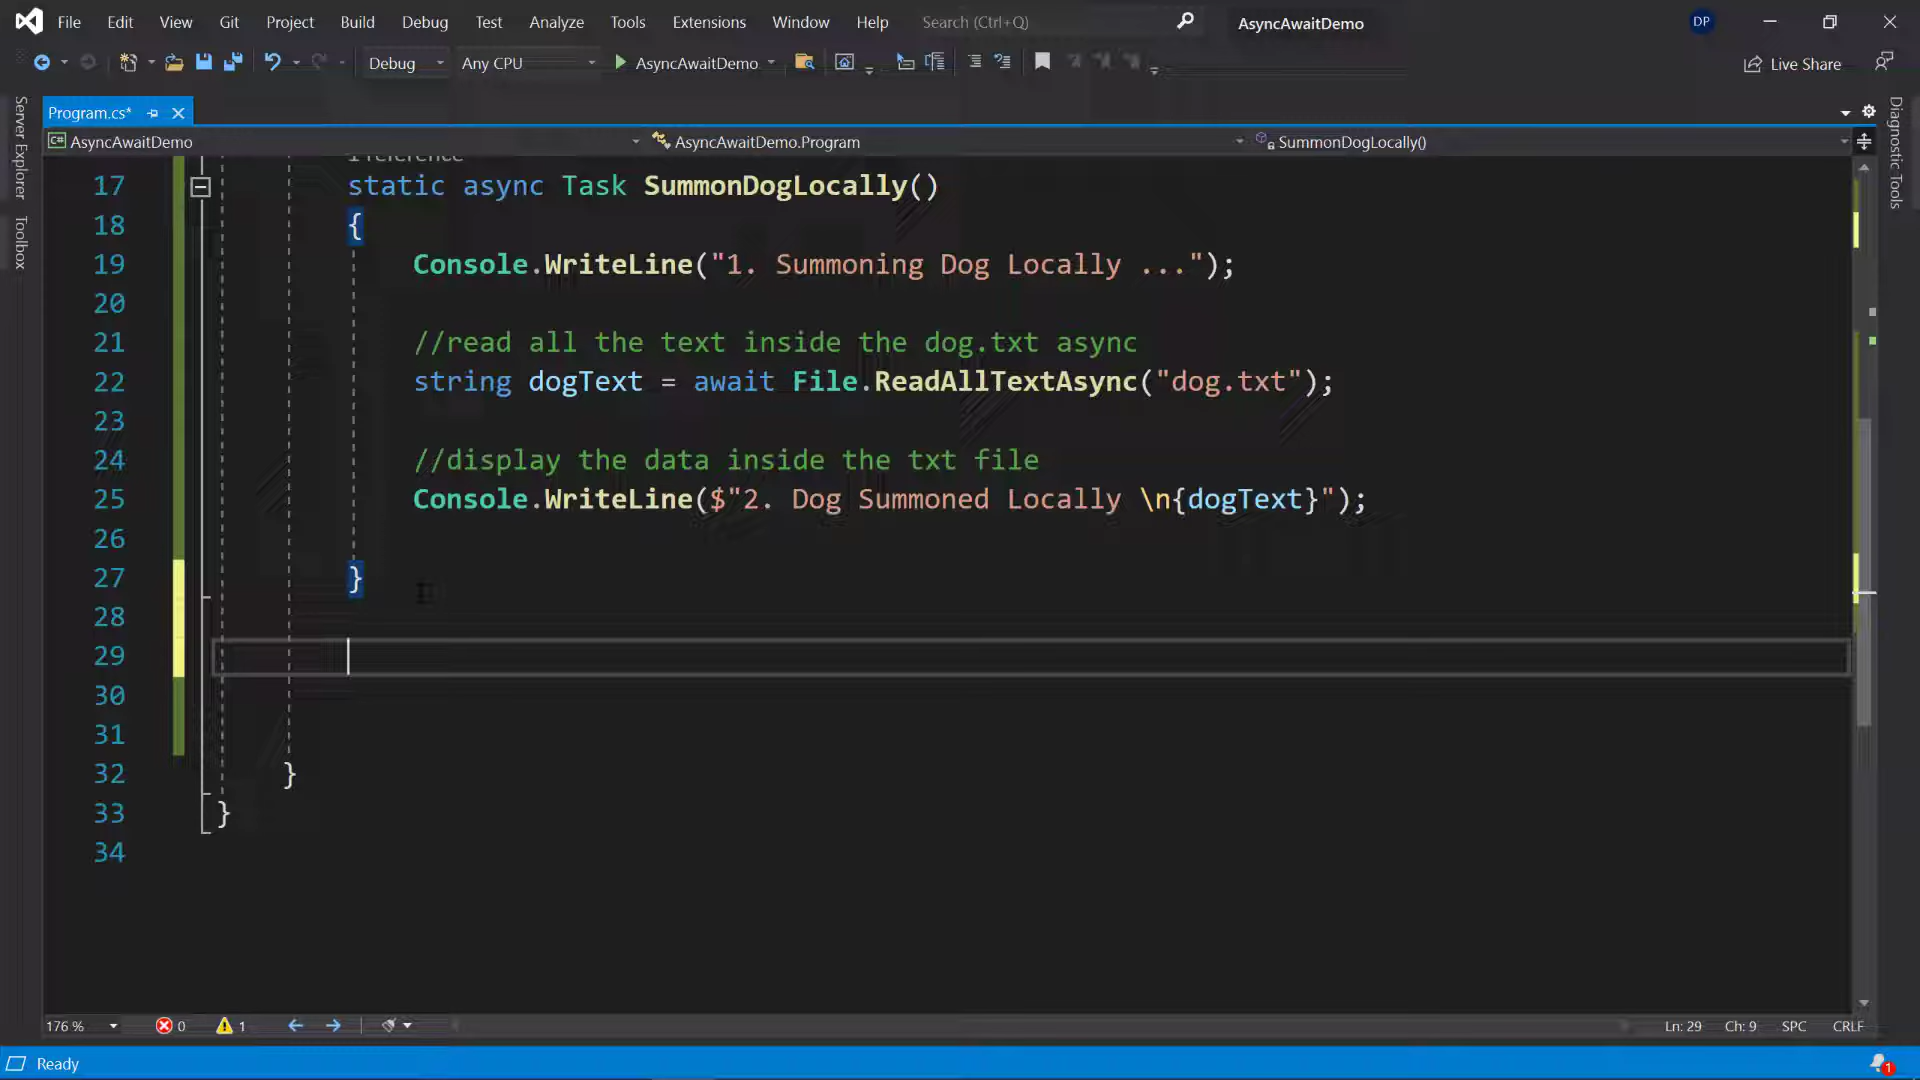 File Edit View Git Project Build Debug Test Analyze Tools Extensions Window Help Search (Ctrl+Q) AsyncAwaitDemo DP
Debug Any CPU AsyncAwaitDemo Live Share
Server Explorer
Toolbox
Diagnostic Tools
Program.cs*
C# AsyncAwaitDemo AsyncAwaitDemo.Program SummonDogLocally()
17 static async Task SummonDogLocally()
18 {
19 Console.WriteLine("1. Summoning Dog Locally ...");
20
21 //read all the text inside the dog.txt async
22 string dogText = await File.ReadAllTextAsync("dog.txt");
23
24 //display the data inside the txt file
25 Console.WriteLine($"2. Dog Summoned Locally \n{dogText}");
26
27 }
28
29
30
31
32 }
33 }
34
176 % 0 1 Ln: 29 Ch: 9 SPC CRLF
Ready 1